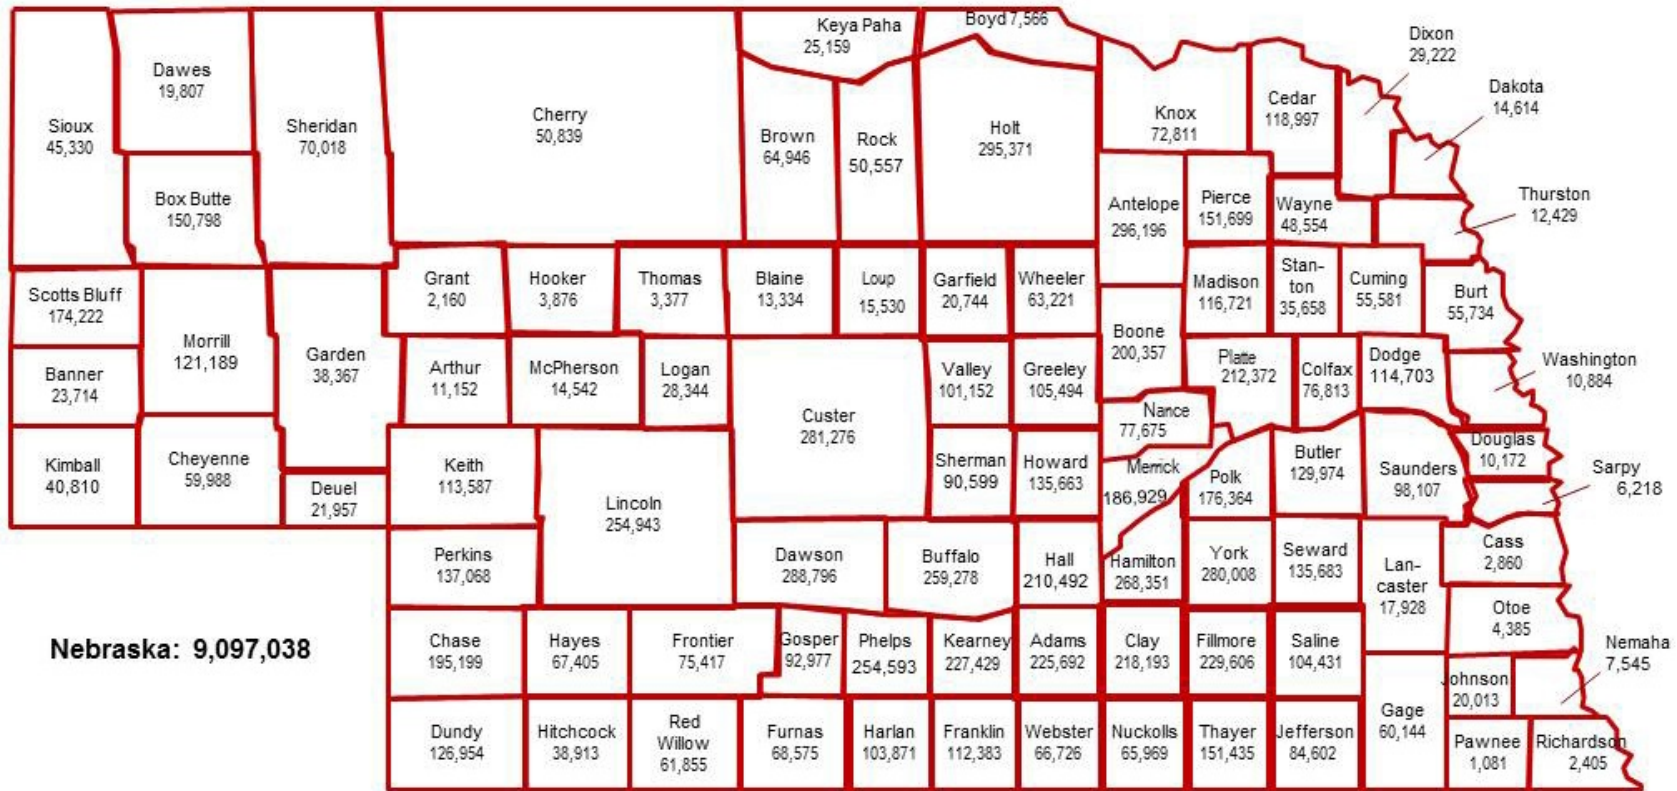 Keya Paha
25,159
Boyd 7,566
Dixon
29,222
Dawes
19,807
Dakota
14,614
Sioux
45,330
Sheridan
70,018
Cherry
50,839
Brown
64,946
Rock
50,557
Holt
295,371
Knox
72,811
Cedar
118,997
Box Butte
150,798
Antelope
296,196
Pierce
151,699
Wayne
48,554
Thurston
12,429
Scotts Bluff
174,222
Morrill
121,189
Garden
38,367
Grant
2,160
Hooker
3,876
Thomas
3,377
Blaine
13,334
Loup
15,530
Garfield
20,744
Wheeler
63,221
Boone
200,357
Madison
116,721
Stan-
ton
35,658
Cuming
55,581
Burt
55,734
Banner
23,714
Arthur
11,152
McPherson
14,542
Logan
28,344
Custer
281,276
Valley
101,152
Greeley
105,494
Nance
77,675
Platte
212,372
Colfax
76,813
Dodge
114,703
Washington
10,884
Kimball
40,810
Cheyenne
59,988
Deuel
21,957
Keith
113,587
Lincoln
254,943
Sherman
90,599
Howard
135,663
Merrick
186,929
Polk
176,364
Butler
129,974
Saunders
98,107
Douglas
10,172
Sarpy
6,218
Perkins
137,068
Dawson
288,796
Buffalo
259,278
Hall
210,492
Hamilton
268,351
York
280,008
Seward
135,683
Lan-
caster
17,928
Cass
2,860
Otoe
4,385
Nebraska: 9,097,038
Chase
195,199
Hayes
67,405
Frontier
75,417
Gosper
92,977
Phelps
254,593
Kearney
227,429
Adams
225,692
Clay
218,193
Fillmore
229,606
Saline
104,431
Nemaha
7,545
Johnson
20,013
Dundy
126,954
Hitchcock
38,913
Red
Willow
61,855
Furnas
68,575
Harlan
103,871
Franklin
112,383
Webster
66,726
Nuckolls
65,969
Thayer
151,435
Jefferson
84,602
Gage
60,144
Pawnee
1,081
Richardson
2,405